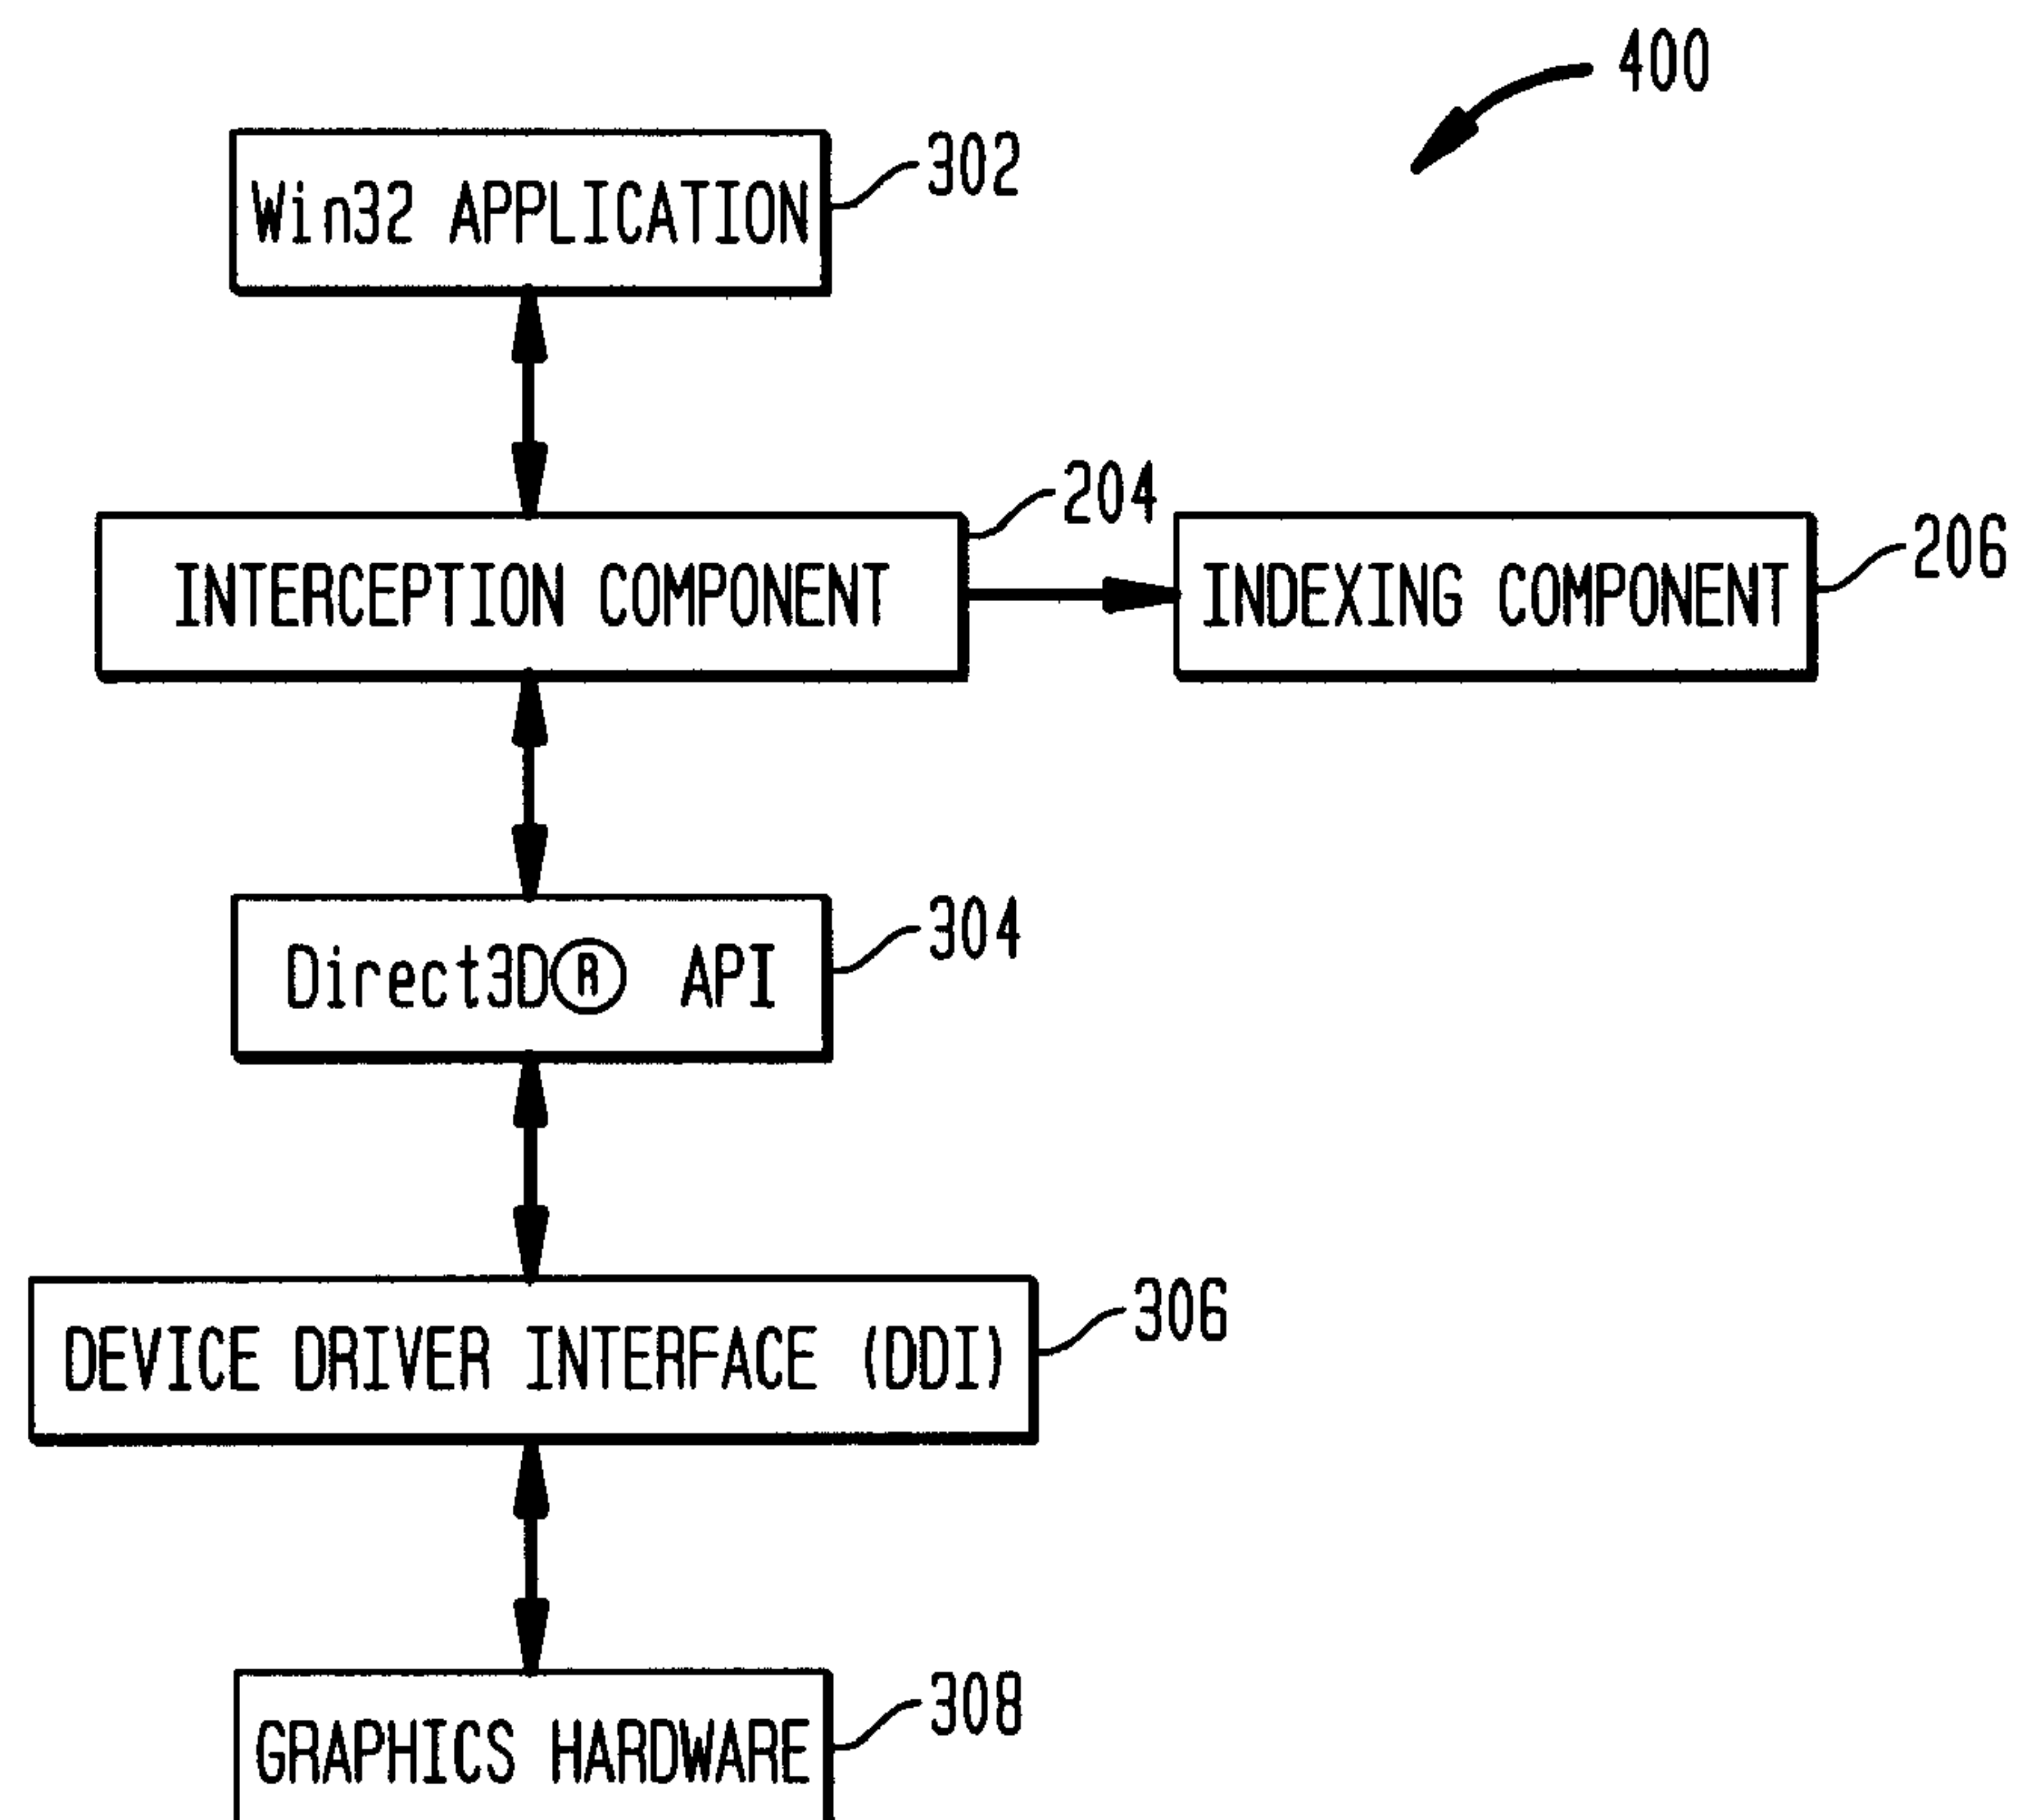 400
302
Win32 APPLICATION
204
INTERCEPTION COMPONENT
206
INDEXING COMPONENT
304
Direct3D® API
306
DEVICE DRIVER INTERFACE (DDI)
308
GRAPHICS HARDWARE